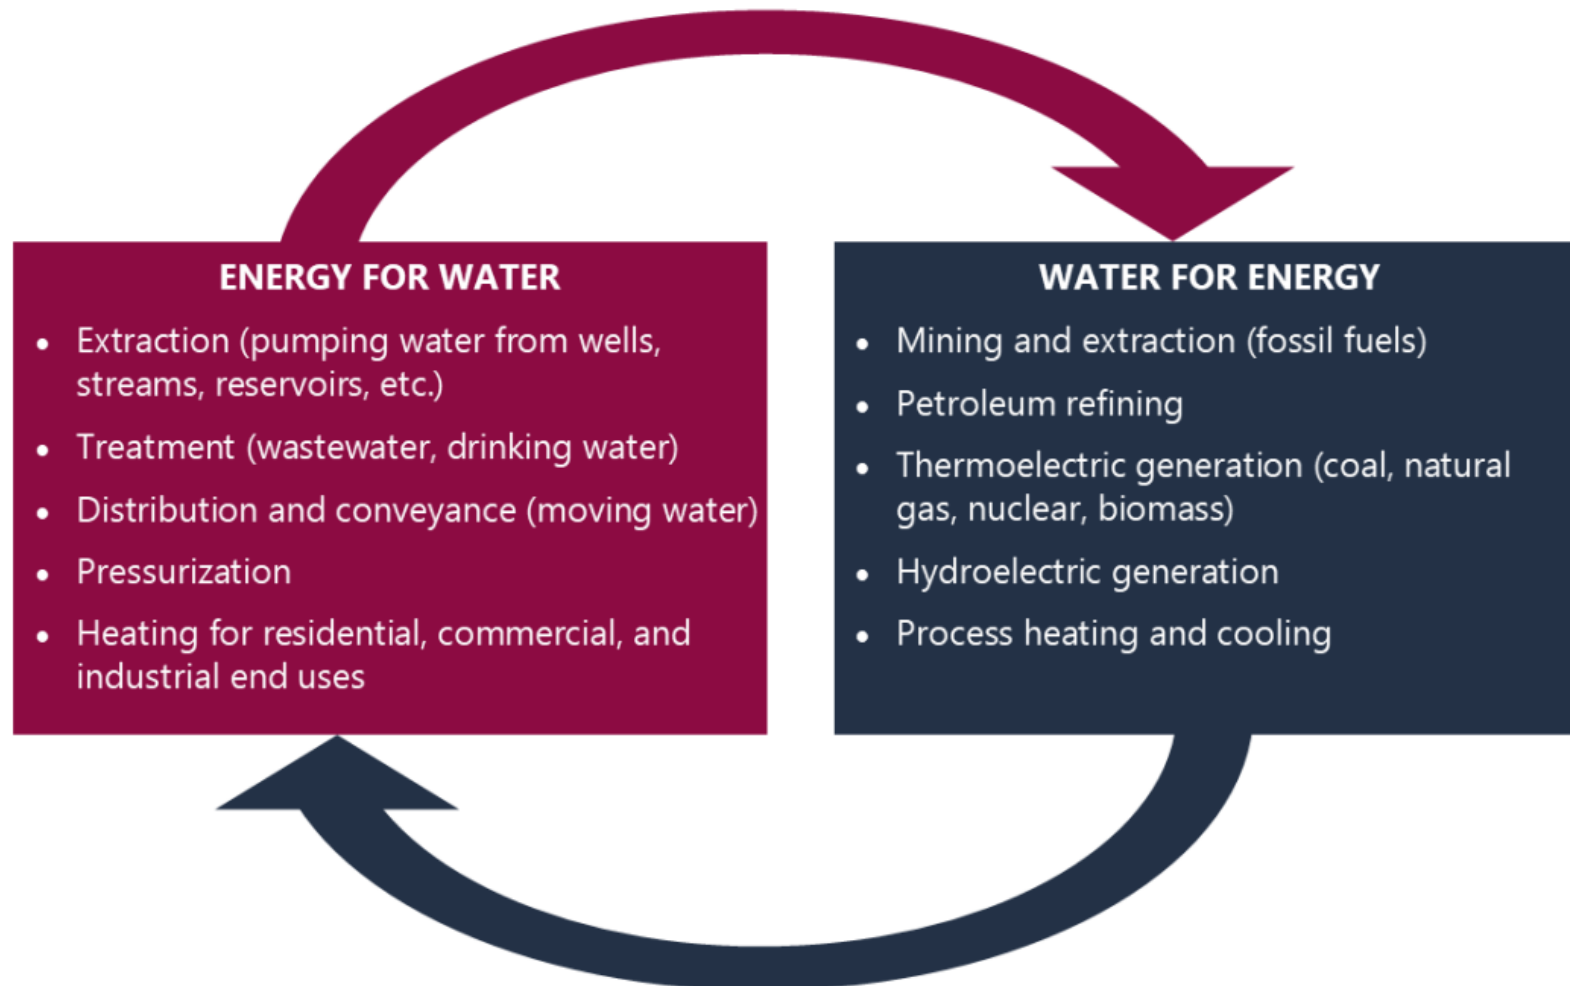 ENERGY FOR WATER
• Extraction (pumping water from wells,
streams, reservoirs, etc.)
• Treatment (wastewater, drinking water)
• Distribution and conveyance (moving water)
• Pressurization
• Heating for residential, commercial, and
industrial end uses
WATER FOR ENERGY
• Mining and extraction (fossil fuels)
• Petroleum refining
• Thermoelectric generation (coal, natural
gas, nuclear, biomass)
• Hydroelectric generation
• Process heating and cooling